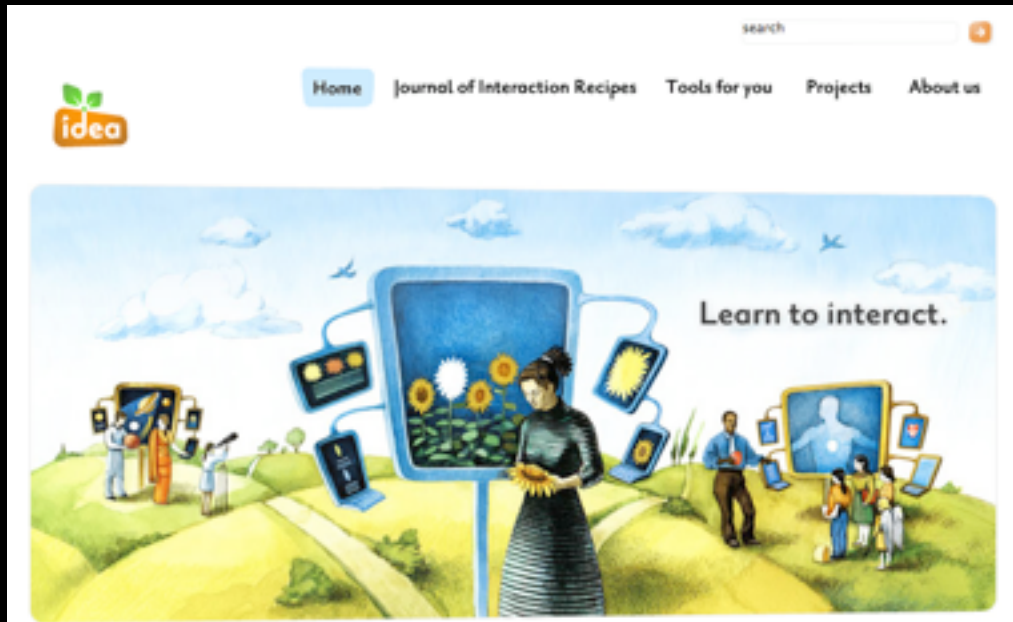 search
Home Journal of Interaction Recipes Tools for you Projects About us
idea
Learn to interact.